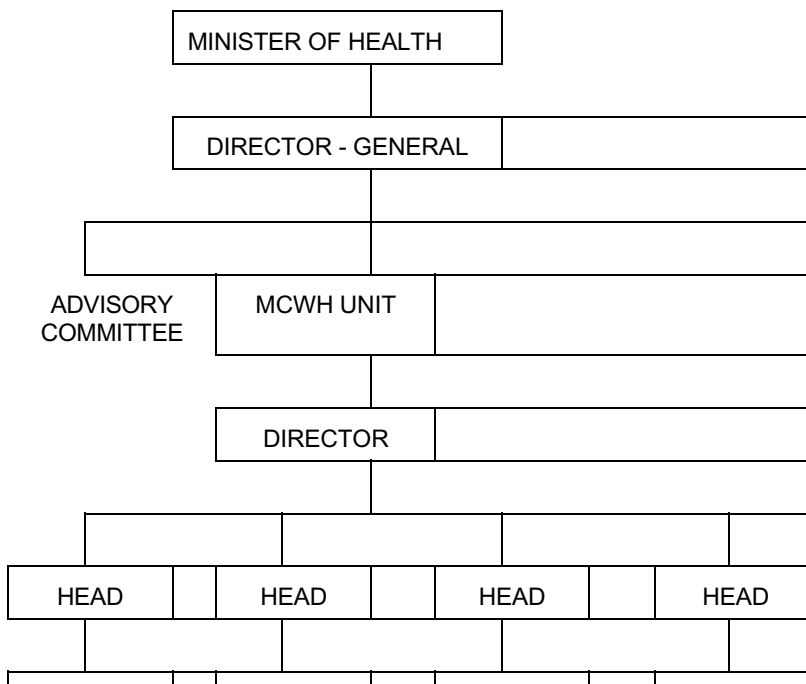 MINISTER OF HEALTH
DIRECTOR - GENERAL
ADVISORY
COMMITTEE
MCWH UNIT
DIRECTOR
HEAD
HEAD
HEAD
HEAD